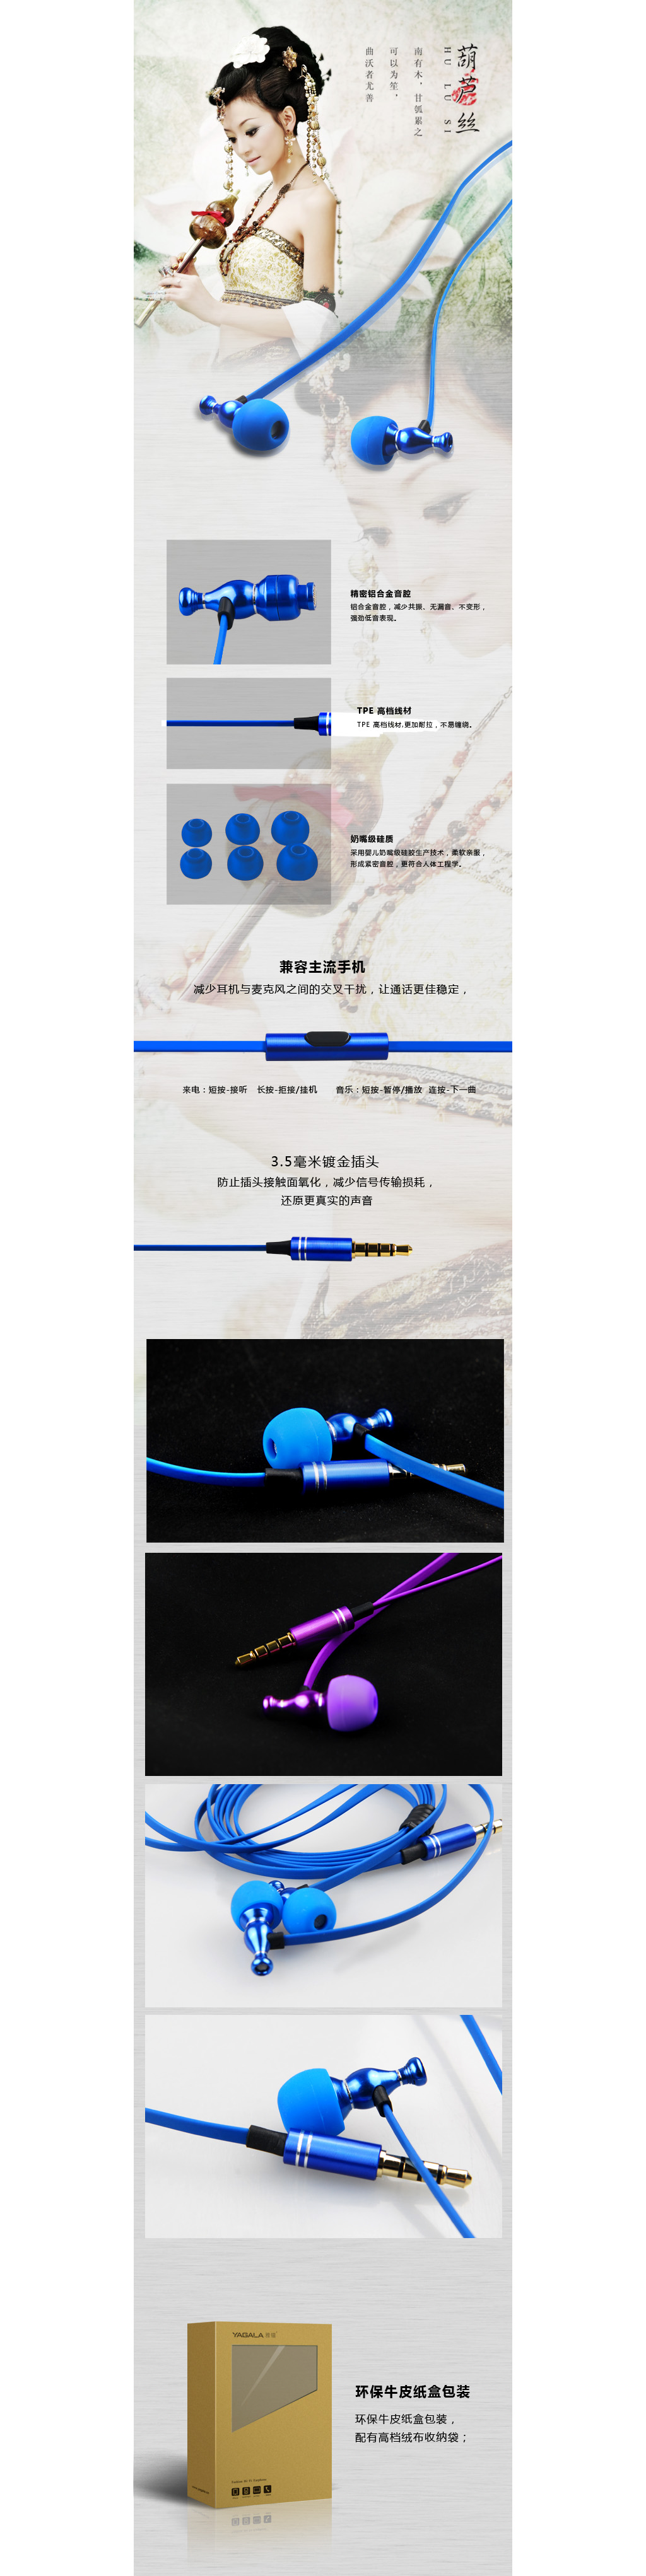 葫芦丝
HU LU SI
南有木，甘瓠累之
可以为笙，
曲沃者尤善
精密铝合金音腔
铝合金音腔，减少共振、无漏音、不变形，
强劲低音表现。
TPE 高档线材
TPE 高档线材,更加耐拉，不易缠绕。
奶嘴级硅质
采用婴儿奶嘴级硅胶生产技术，柔软亲服，
形成紧密音腔，更符合人体工程学。
兼容主流手机
减少耳机与麦克风之间的交叉干扰，让通话更佳稳定，
来电：短按-接听 长按-拒接/挂机 音乐：短按-暂停/播放 连按-下一曲
3.5毫米镀金插头
防止插头接触面氧化，减少信号传输损耗，
还原更真实的声音
YAGALA
环保牛皮纸盒包装
环保牛皮纸盒包装，
配有高档绒布收纳袋；